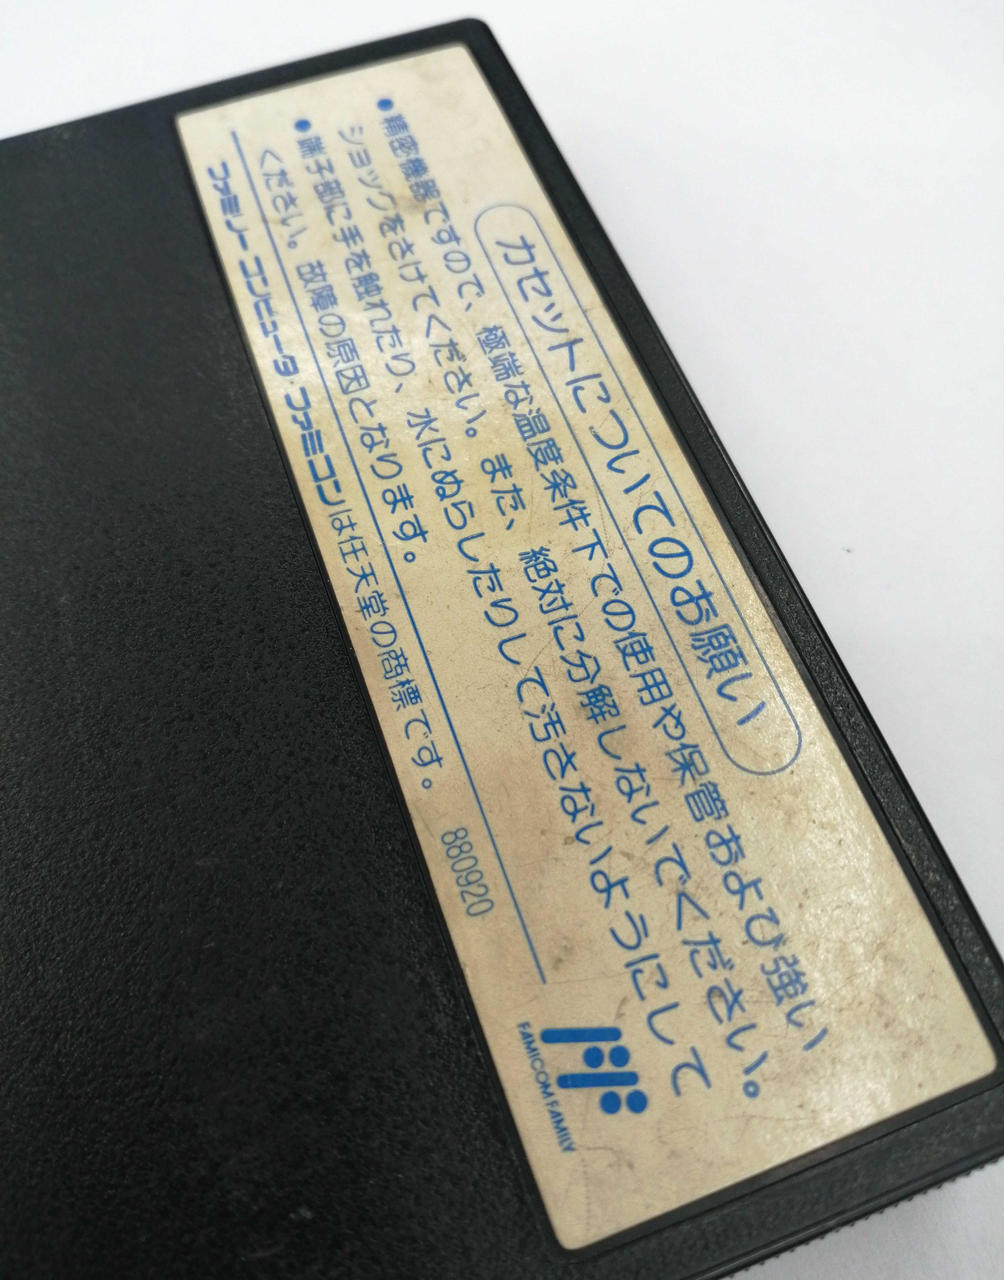 カセットについてのお願い
●精密機器ですので、極端な温度条件下での使用や保管および強い
ショックをさけてください。また、絶対に分解しないでください。
●端子部に手を触れたり、水にぬらしたりして汚さないようにして
ください。故障の原因となります。
ファミリーコンピュータ・ファミコンは任天堂の商標です。
880920
FAMICOM FAMILY